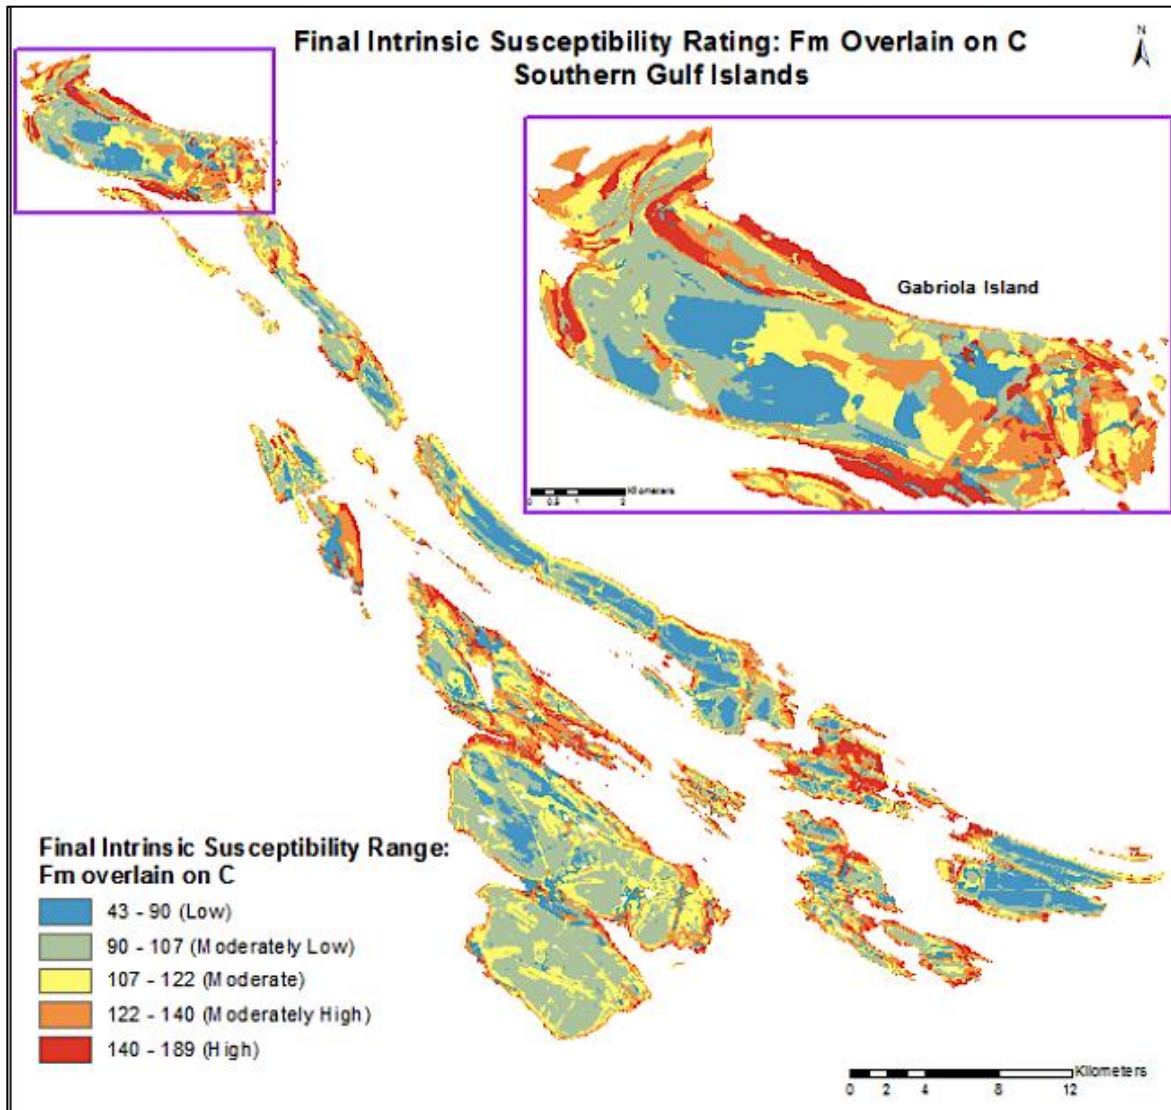 Final Intrinsic Susceptibility Rating: Fm Overlain on C
Southern Gulf Islands
N
Gabriola Island
Kilometers
0 0.5 1 2
Final Intrinsic Susceptibility Range:
Fm overlain on C
43 - 90 (Low)
90 - 107 (Moderately Low)
107 - 122 (Moderate)
122 - 140 (Moderately High)
140 - 189 (High)
Kilometers
0 2 4 8 12